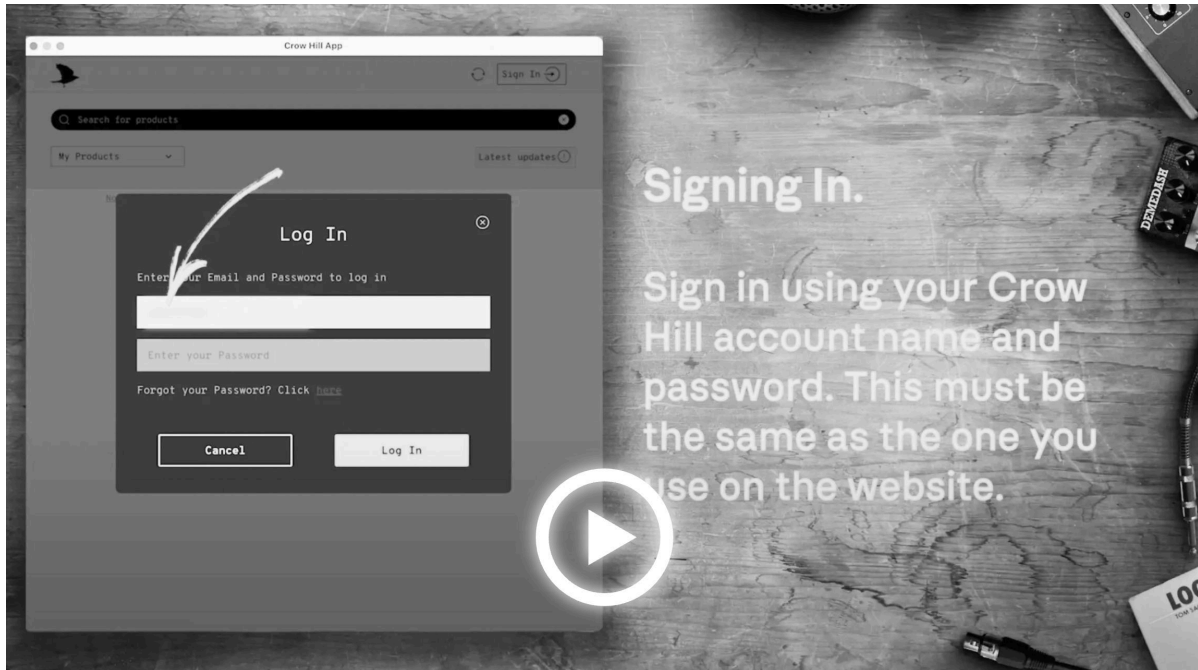 Crow Hill App
Sign In
Search for products
My Products
Latest updates
Log In
Enter your Email and Password to log in
Enter your Password
Forgot your Password? Click here
Cancel
Log In
Signing In.
Sign in using your Crow
Hill account name and
password. This must be
the same as the one you
use on the website.
DEMEDASH